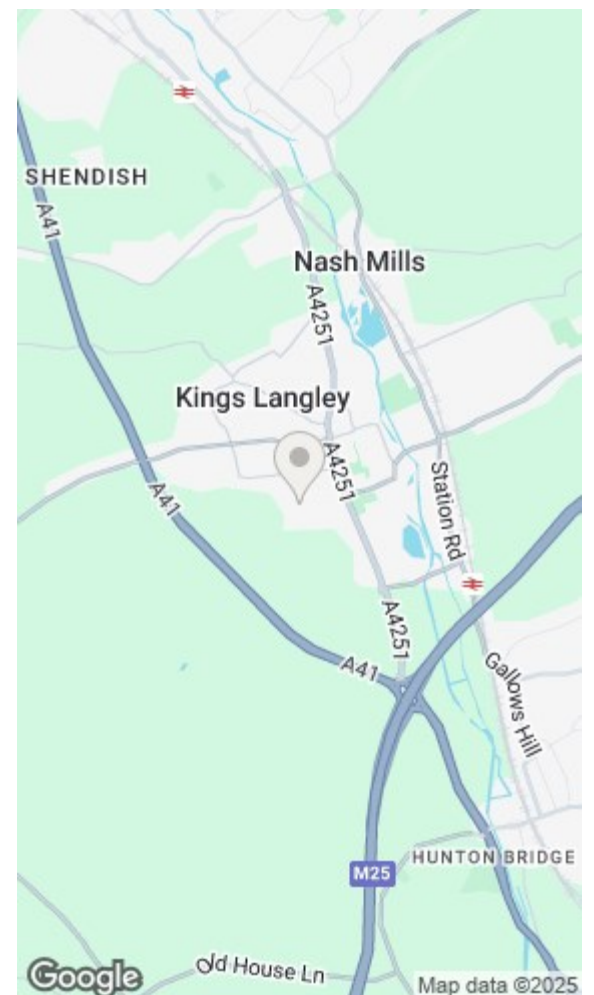 SHENDISH
A41
Nash Mills
A4251
Kings Langley
A4251
Station Rd
A41
A4251
A41
Gallows Hill
HUNTON BRIDGE
M25
Old House Ln
Google
Map data ©2025